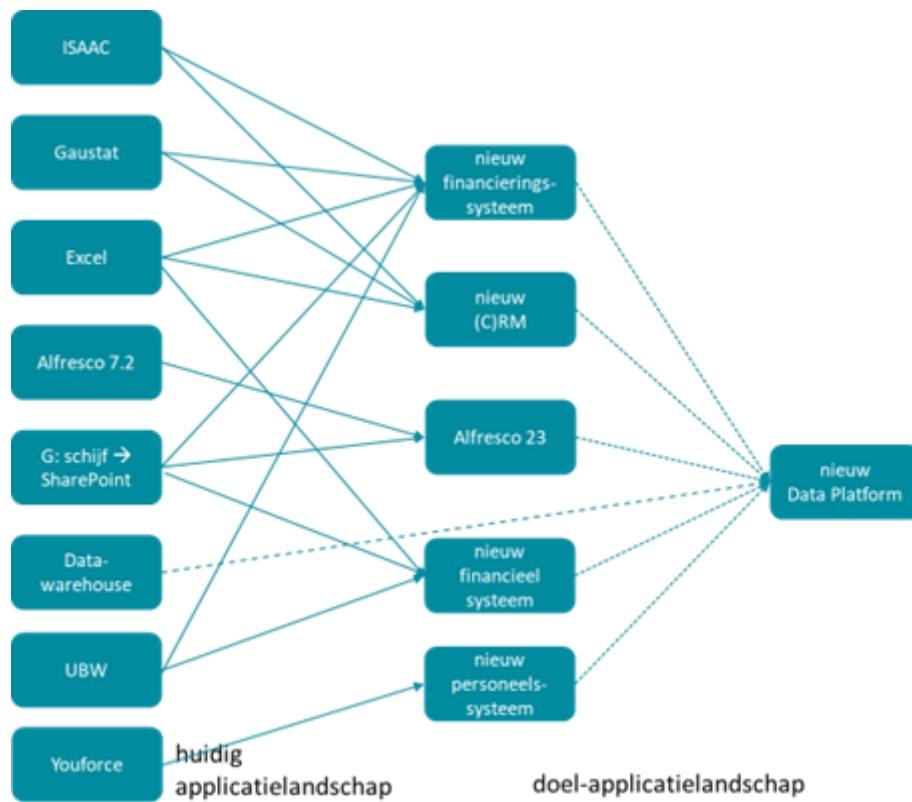 ISAAC
Gaustat
Excel
Alfresco 7.2
G: schijf →
SharePoint
Data-
warehouse
UBW
Youforce
nieuw
financierings-
systeem
nieuw
(C)RM
Alfresco 23
nieuw
financieel
systeem
nieuw
personeels-
systeem
nieuw
Data Platform
huidig
applicatielandschap
doel-applicatielandschap